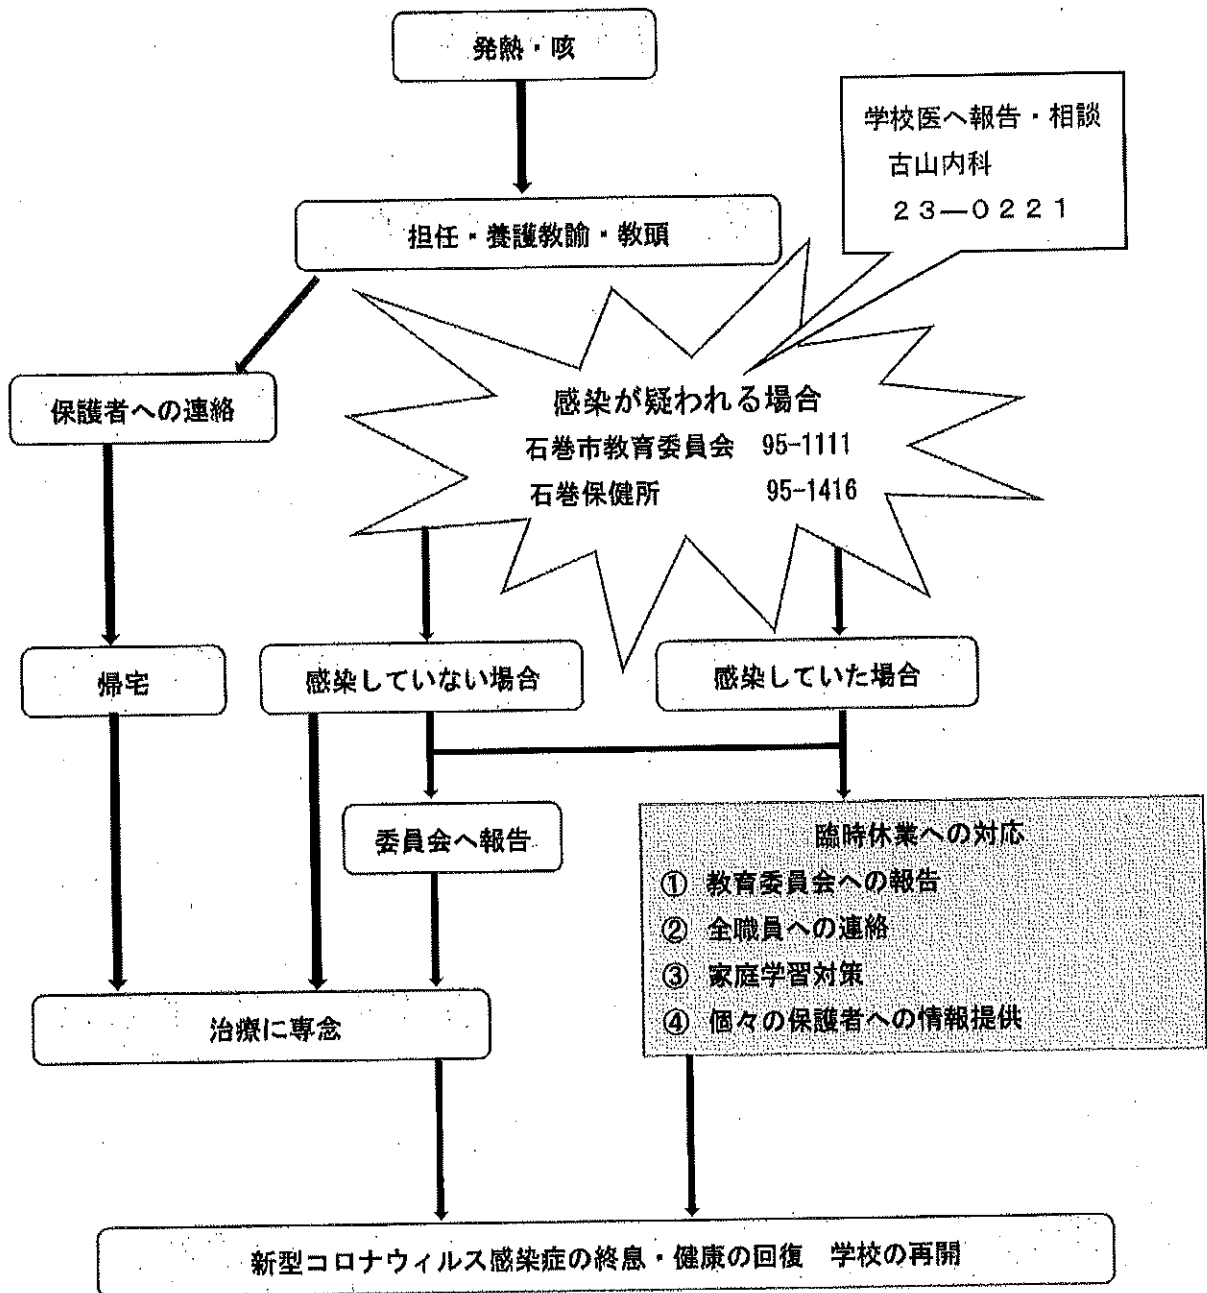 発熱・咳
学校医へ報告・相談
古山内科
２３―０２２１
担任・養護教諭・教頭
保護者への連絡
感染が疑われる場合
石巻市教育委員会 95-1111
石巻保健所 95-1416
帰宅
感染していない場合
感染していた場合
委員会へ報告
臨時休業への対応
① 教育委員会への報告
② 全職員への連絡
③ 家庭学習対策
④ 個々の保護者への情報提供
治療に専念
新型コロナウィルス感染症の終息・健康の回復 学校の再開